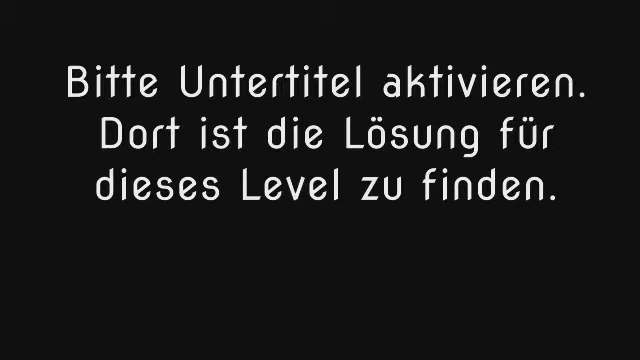 Bitte Untertitel aktivieren.
Dort ist die Lösung für
dieses Level zu finden.